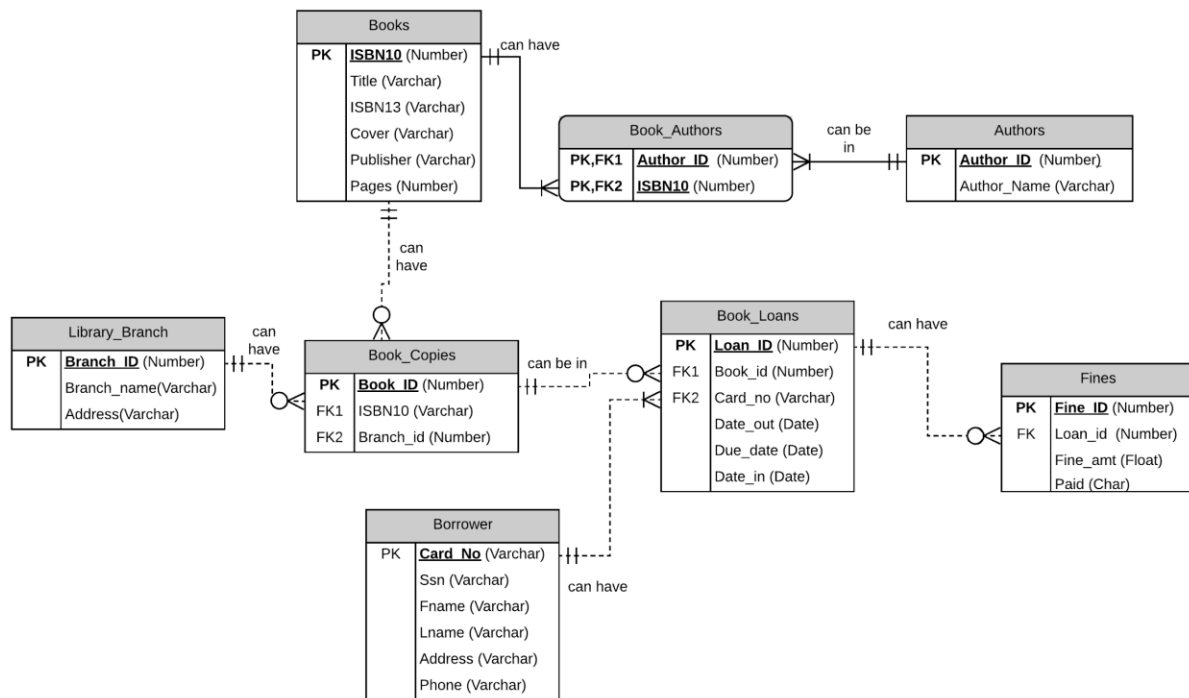 Books
PK ISBN10 (Number)
Title (Varchar)
ISBN13 (Varchar)
Cover (Varchar)
Publisher (Varchar)
Pages (Number)
can have
Book_Authors
PK,FK1 Author_ID (Number)
PK,FK2 ISBN10 (Number)
can be
in
Authors
PK Author_ID (Number)
Author_Name (Varchar)
can
have
Library_Branch
PK Branch_ID (Number)
Branch_name(Varchar)
Address(Varchar)
can
have
Book_Copies
PK Book_ID (Number)
FK1 ISBN10 (Varchar)
FK2 Branch_id (Number)
can be in
Book_Loans
PK Loan_ID (Number)
FK1 Book_id (Number)
FK2 Card_no (Varchar)
Date_out (Date)
Due_date (Date)
Date_in (Date)
can have
Fines
PK Fine_ID (Number)
FK Loan_id (Number)
Fine_amt (Float)
Paid (Char)
Borrower
PK Card_No (Varchar)
Ssn (Varchar)
Fname (Varchar)
Lname (Varchar)
Address (Varchar)
Phone (Varchar)
can have